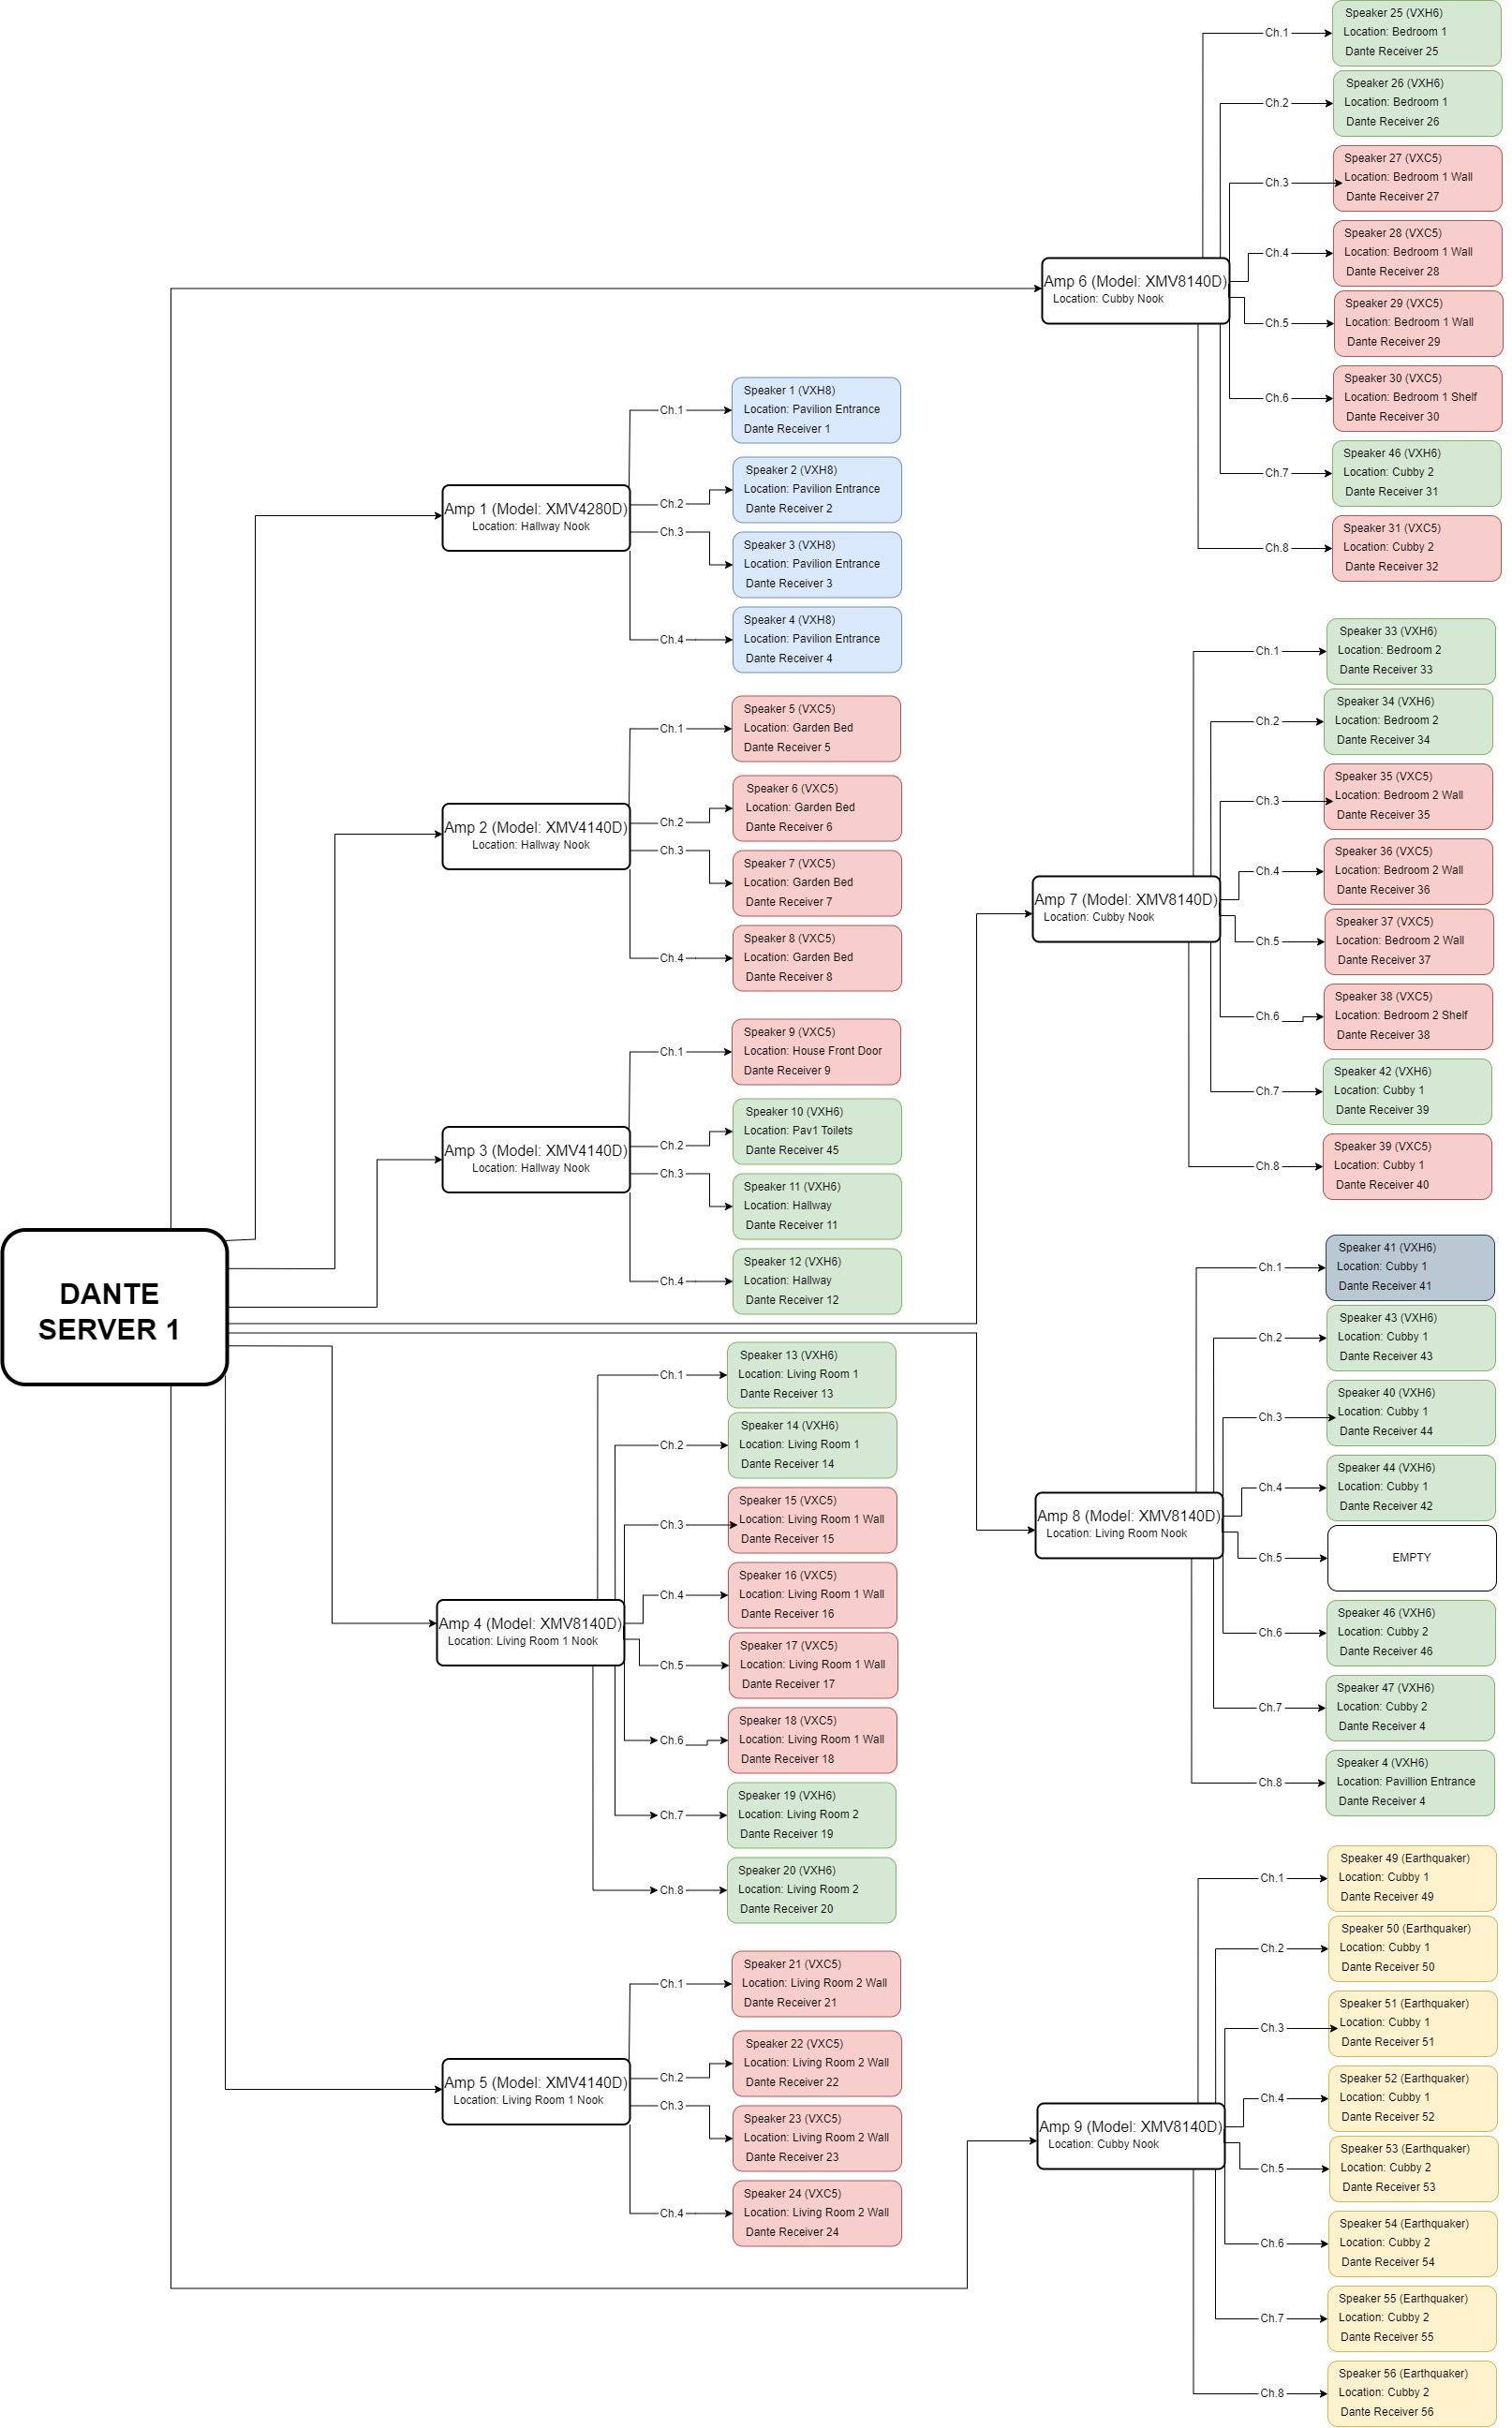 DANTE
SERVER 1
Amp 1 (Model: XMV4280D)
Location: Hallway Nook
Ch.1
Speaker 1 (VXH8)
Location: Pavilion Entrance
Dante Receiver 1
Ch.2
Speaker 2 (VXH8)
Location: Pavilion Entrance
Dante Receiver 2
Ch.3
Speaker 3 (VXH8)
Location: Pavilion Entrance
Dante Receiver 3
Ch.4
Speaker 4 (VXH8)
Location: Pavilion Entrance
Dante Receiver 4
Amp 2 (Model: XMV4140D)
Location: Hallway Nook
Ch.1
Speaker 5 (VXC5)
Location: Garden Bed
Dante Receiver 5
Ch.2
Speaker 6 (VXC5)
Location: Garden Bed
Dante Receiver 6
Ch.3
Speaker 7 (VXC5)
Location: Garden Bed
Dante Receiver 7
Ch.4
Speaker 8 (VXC5)
Location: Garden Bed
Dante Receiver 8
Amp 3 (Model: XMV4140D)
Location: Hallway Nook
Ch.1
Speaker 9 (VXC5)
Location: House Front Door
Dante Receiver 9
Ch.2
Speaker 10 (VXH6)
Location: Pav1 Toilets
Dante Receiver 45
Ch.3
Speaker 11 (VXH6)
Location: Hallway
Dante Receiver 11
Ch.4
Speaker 12 (VXH6)
Location: Hallway
Dante Receiver 12
Amp 4 (Model: XMV8140D)
Location: Living Room 1 Nook
Ch.1
Speaker 13 (VXH6)
Location: Living Room 1
Dante Receiver 13
Ch.2
Speaker 14 (VXH6)
Location: Living Room 1
Dante Receiver 14
Ch.3
Speaker 15 (VXC5)
Location: Living Room 1 Wall
Dante Receiver 15
Ch.4
Speaker 16 (VXC5)
Location: Living Room 1 Wall
Dante Receiver 16
Ch.5
Speaker 17 (VXC5)
Location: Living Room 1 Wall
Dante Receiver 17
Ch.6
Speaker 18 (VXC5)
Location: Living Room 1 Wall
Dante Receiver 18
Ch.7
Speaker 19 (VXH6)
Location: Living Room 2
Dante Receiver 19
Ch.8
Speaker 20 (VXH6)
Location: Living Room 2
Dante Receiver 20
Amp 5 (Model: XMV4140D)
Location: Living Room 1 Nook
Ch.1
Speaker 21 (VXC5)
Location: Living Room 2 Wall
Dante Receiver 21
Ch.2
Speaker 22 (VXC5)
Location: Living Room 2 Wall
Dante Receiver 22
Ch.3
Speaker 23 (VXC5)
Location: Living Room 2 Wall
Dante Receiver 23
Ch.4
Speaker 24 (VXC5)
Location: Living Room 2 Wall
Dante Receiver 24
Amp 6 (Model: XMV8140D)
Location: Cubby Nook
Ch.1
Speaker 25 (VXH6)
Location: Bedroom 1
Dante Receiver 25
Ch.2
Speaker 26 (VXH6)
Location: Bedroom 1
Dante Receiver 26
Ch.3
Speaker 27 (VXC5)
Location: Bedroom 1 Wall
Dante Receiver 27
Ch.4
Speaker 28 (VXC5)
Location: Bedroom 1 Wall
Dante Receiver 28
Ch.5
Speaker 29 (VXC5)
Location: Bedroom 1 Wall
Dante Receiver 29
Ch.6
Speaker 30 (VXC5)
Location: Bedroom 1 Shelf
Dante Receiver 30
Ch.7
Speaker 46 (VXH6)
Location: Cubby 2
Dante Receiver 31
Ch.8
Speaker 31 (VXC5)
Location: Cubby 2
Dante Receiver 32
Amp 7 (Model: XMV8140D)
Location: Cubby Nook
Ch.1
Speaker 33 (VXH6)
Location: Bedroom 2
Dante Receiver 33
Ch.2
Speaker 34 (VXH6)
Location: Bedroom 2
Dante Receiver 34
Ch.3
Speaker 35 (VXC5)
Location: Bedroom 2 Wall
Dante Receiver 35
Ch.4
Speaker 36 (VXC5)
Location: Bedroom 2 Wall
Dante Receiver 36
Ch.5
Speaker 37 (VXC5)
Location: Bedroom 2 Wall
Dante Receiver 37
Ch.6
Speaker 38 (VXC5)
Location: Bedroom 2 Shelf
Dante Receiver 38
Ch.7
Speaker 42 (VXH6)
Location: Cubby 1
Dante Receiver 39
Ch.8
Speaker 39 (VXC5)
Location: Cubby 1
Dante Receiver 40
Amp 8 (Model: XMV8140D)
Location: Living Room Nook
Ch.1
Speaker 41 (VXH6)
Location: Cubby 1
Dante Receiver 41
Ch.2
Speaker 43 (VXH6)
Location: Cubby 1
Dante Receiver 43
Ch.3
Speaker 40 (VXH6)
Location: Cubby 1
Dante Receiver 44
Ch.4
Speaker 44 (VXH6)
Location: Cubby 1
Dante Receiver 42
Ch.5
EMPTY
Ch.6
Speaker 46 (VXH6)
Location: Cubby 2
Dante Receiver 46
Ch.7
Speaker 47 (VXH6)
Location: Cubby 2
Dante Receiver 4
Ch.8
Speaker 4 (VXH6)
Location: Pavillion Entrance
Dante Receiver 4
Amp 9 (Model: XMV8140D)
Location: Cubby Nook
Ch.1
Speaker 49 (Earthquaker)
Location: Cubby 1
Dante Receiver 49
Ch.2
Speaker 50 (Earthquaker)
Location: Cubby 1
Dante Receiver 50
Ch.3
Speaker 51 (Earthquaker)
Location: Cubby 1
Dante Receiver 51
Ch.4
Speaker 52 (Earthquaker)
Location: Cubby 1
Dante Receiver 52
Ch.5
Speaker 53 (Earthquaker)
Location: Cubby 2
Dante Receiver 53
Ch.6
Speaker 54 (Earthquaker)
Location: Cubby 2
Dante Receiver 54
Ch.7
Speaker 55 (Earthquaker)
Location: Cubby 2
Dante Receiver 55
Ch.8
Speaker 56 (Earthquaker)
Location: Cubby 2
Dante Receiver 56